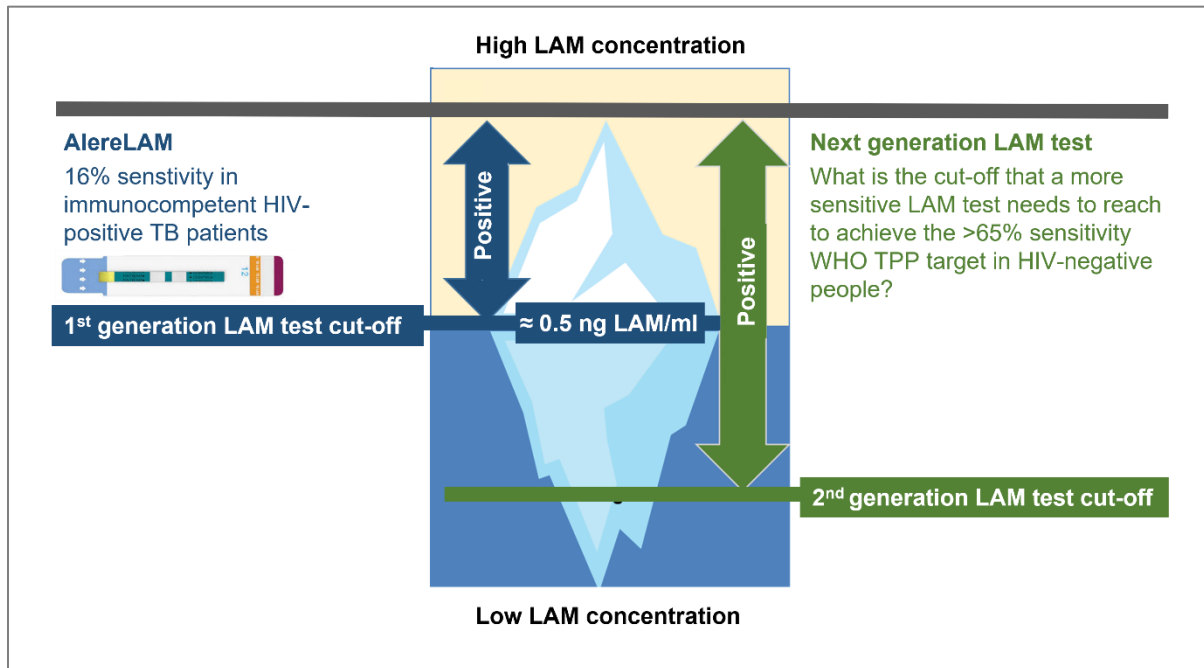 High LAM concentration
AlereLAM
16% senstivity in
immunocompetent HIV-
positive TB patients
12
1st generation LAM test cut-off
Positive
≈ 0.5 ng LAM/ml
Positive
Next generation LAM test
What is the cut-off that a more
sensitive LAM test needs to reach
to achieve the >65% sensitivity
WHO TPP target in HIV-negative
people?
2nd generation LAM test cut-off
Low LAM concentration